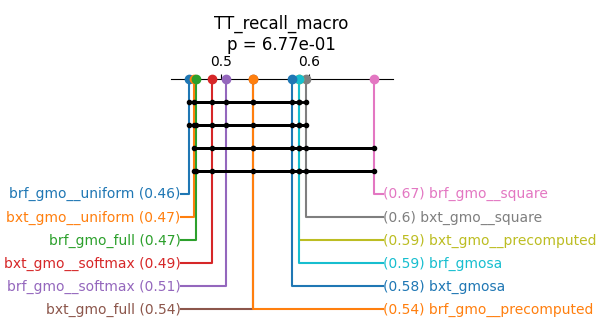 TT_recall_macro
p = 6.77e-01
0.5 0.6
brf_gmo__uniform (0.46) (0.67) brf_gmo__square
bxt_gmo__uniform (0.47) (0.6) bxt_gmo__square
brf_gmo_full (0.47) (0.59) bxt_gmo__precomputed
bxt_gmo__softmax (0.49) (0.59) brf_gmosa
brf_gmo__softmax (0.51) (0.58) bxt_gmosa
bxt_gmo_full (0.54) (0.54) brf_gmo__precomputed